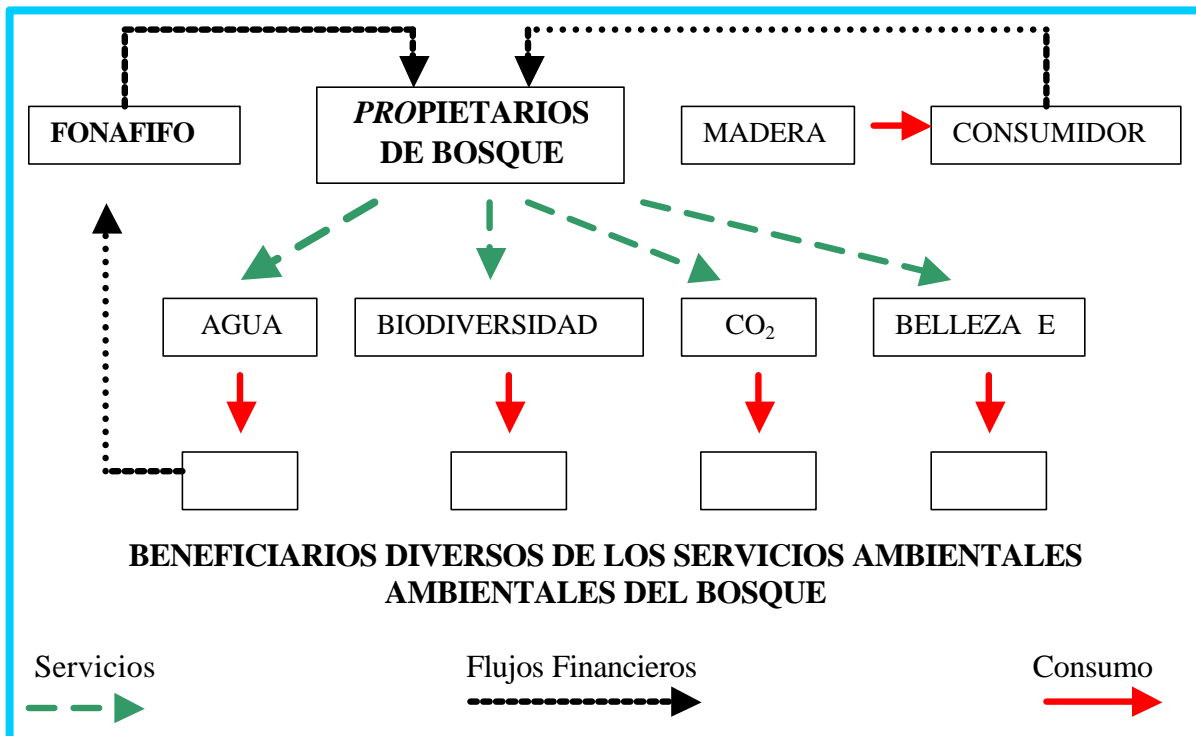 FONAFIFO
PROPIETARIOS
DE BOSQUE
MADERA
CONSUMIDOR
AGUA
BIODIVERSIDAD
CO₂
BELLEZA E
BENEFICIARIOS DIVERSOS DE LOS SERVICIOS AMBIENTALES
AMBIENTALES DEL BOSQUE
Servicios
Flujos Financieros
Consumo